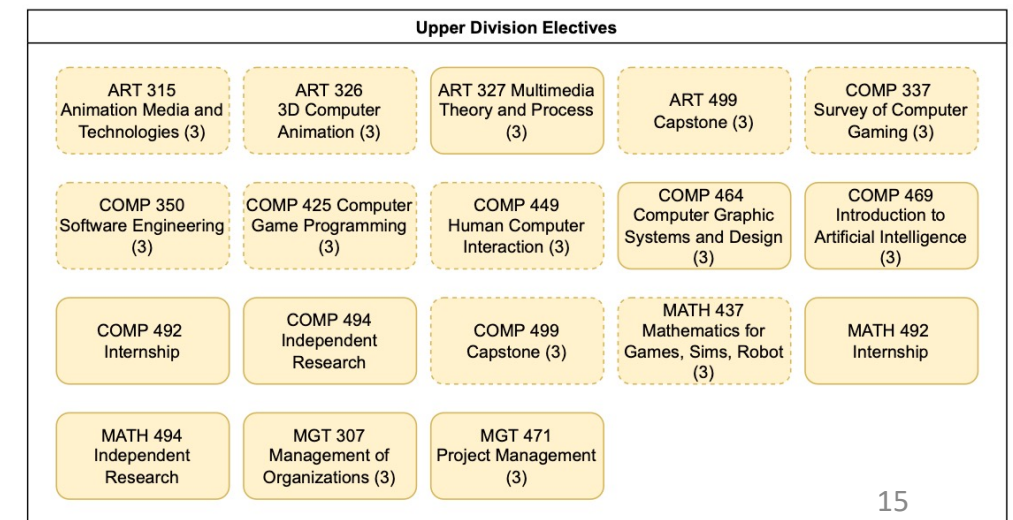 Upper Division Electives
ART 315
Animation Media and
Technologies (3)
ART 326
3D Computer
Animation (3)
ART 327 Multimedia
Theory and Process
(3)
ART 499
Capstone (3)
COMP 337
Survey of Computer
Gaming (3)
COMP 350
Software Engineering
(3)
COMP 425 Computer
Game Programming
(3)
COMP 449
Human Computer
Interaction (3)
COMP 464
Computer Graphic
Systems and Design
(3)
COMP 469
Introduction to
Artificial Intelligence
(3)
COMP 492
Internship
COMP 494
Independent
Research
COMP 499
Capstone (3)
MATH 437
Mathematics for
Games, Sims, Robot
(3)
MATH 492
Internship
MATH 494
Independent
Research
MGT 307
Management of
Organizations (3)
MGT 471
Project Management
(3)
15